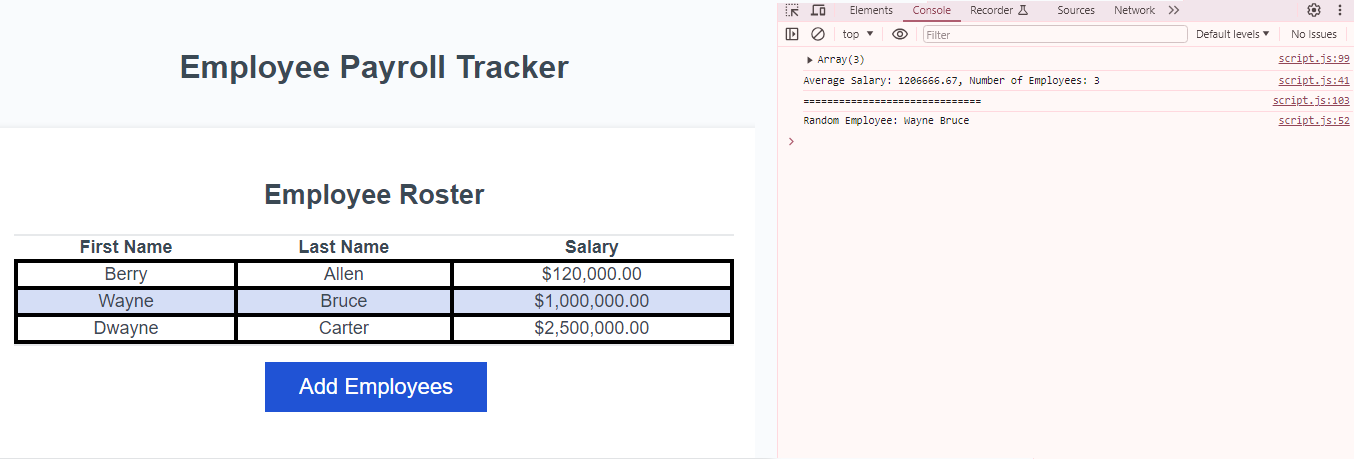 Employee Payroll Tracker
Employee Roster
First Name Last Name Salary
Berry Allen $120,000.00
Wayne Bruce $1,000,000.00
Dwayne Carter $2,500,000.00
Add Employees
Elements Console Recorder Sources Network
top Filter Default levels No Issues
Array(3) script.js:99
Average Salary: 1206666.67, Number of Employees: 3 script.js:41
============================== script.js:103
Random Employee: Wayne Bruce script.js:52